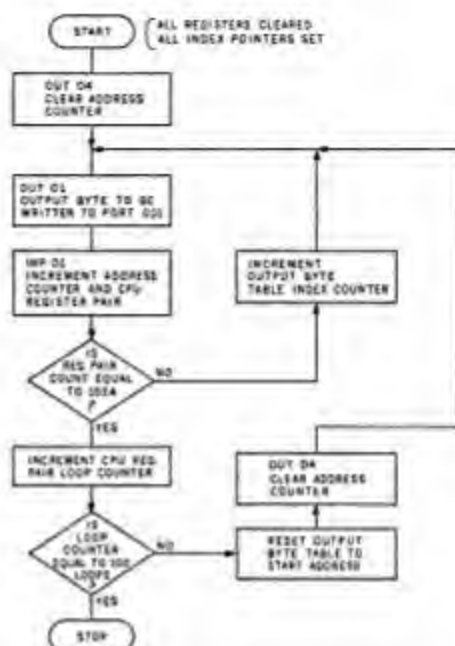 START
ALL REGISTERS CLEARED
ALL INDEX POINTERS SET
OUT 04
CLEAR ADDRESS
COUNTER
OUT 01
OUTPUT BYTE TO BE
WRITTEN TO PORT 001
INP 01
INCREMENT ADDRESS
COUNTER AND CPU
REGISTER PAIR
INCREMENT
OUTPUT BYTE
TABLE INDEX COUNTER
IS
REG PAIR
COUNT EQUAL
TO
?
NO
YES
INCREMENT CPU REG
PAIR LOOP COUNTER
OUT 04
CLEAR ADDRESS
COUNTER
IS
LOOP
COUNTER
EQUAL TO 100
LOOPS
?
NO
RESET OUTPUT
BYTE TABLE TO
START ADDRESS
YES
STOP